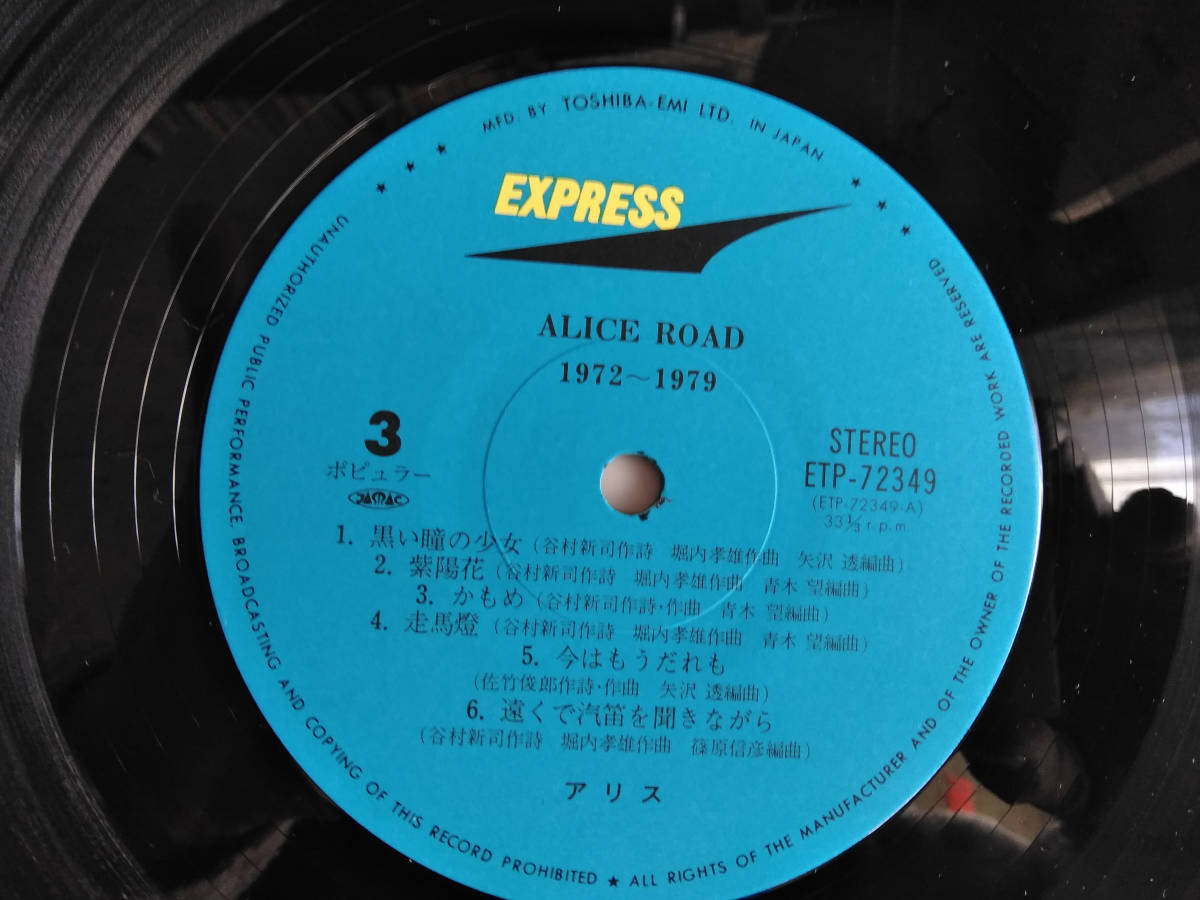 MFD. BY TOSHIBA-EMI LTD. IN JAPAN
★ ★ ★
★ ★ ★
EXPRESS
ALICE ROAD
1972~1979
3
ポピュラー
STEREO
ETP-72349
(ETP-72349-A)
33⅓ r.p.m.
1. 黒い瞳の少女 (谷村新司作詩 堀内孝雄作曲 矢沢 透編曲)
2. 紫陽花 (谷村新司作詩 堀内孝雄作曲 青木 望編曲)
3. かもめ (谷村新司作詩·作曲 青木 望編曲)
4. 走馬燈 (谷村新司作詩 堀内孝雄作曲 青木 望編曲)
5. 今はもうだれも
(佐竹俊郎作詩·作曲 矢沢 透編曲)
6. 遠くで汽笛を聞きながら
(谷村新司作詩 堀内孝雄作曲 篠原信彦編曲)
アリス
UNAUTHORIZED PUBLIC PERFORMANCE, BROADCASTING AND COPYING OF THIS RECORD PROHIBITED ★ ALL RIGHTS OF THE MANUFACTURER AND OF THE OWNER OF THE RECORDED WORK ARE RESERVED